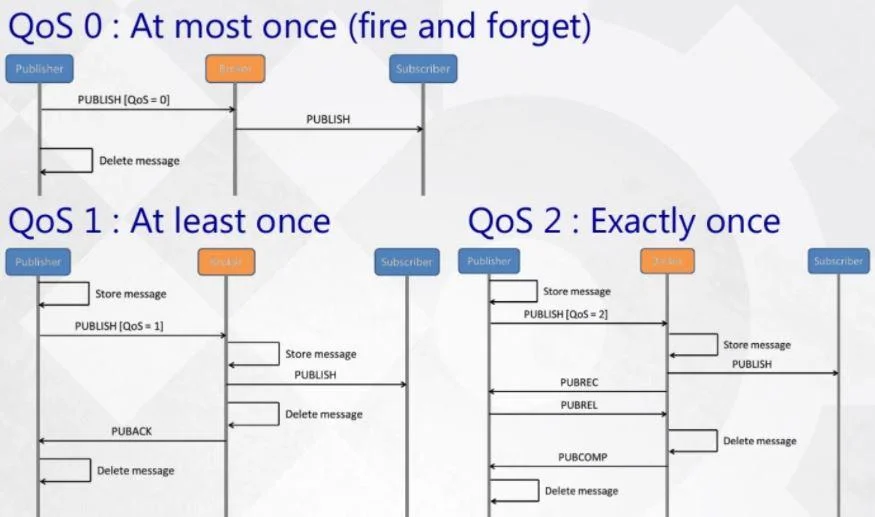 QoS 0 : At most once (fire and forget)
Publisher
Broker
Subscriber
PUBLISH [QoS = 0]
PUBLISH
Delete message
QoS 1 : At least once
Publisher
Subscriber
Store message
PUBLISH [QoS = 1]
Store message
PUBLISH
Delete message
PUBACK
Delete message
QoS 2 : Exactly once
Publisher
Subscriber
Store message
PUBLISH [QoS = 2]
Store message
PUBLISH
PUBREC
PUBREL
Delete message
PUBCOMP
Delete message